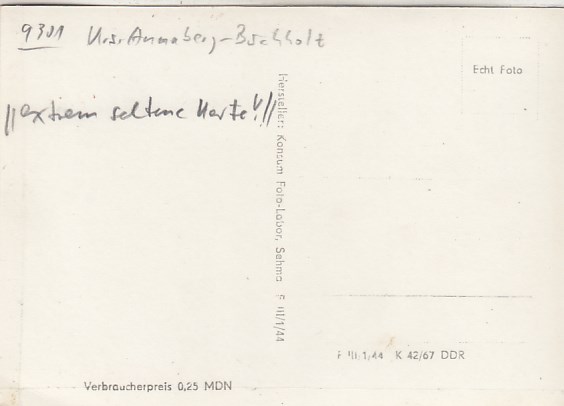 9301 Krs. Annaberg-Buchholz
Echt Foto
!!extrem seltene Karte!!!
Hersteller: Konsum Foto-Labor, Sehma F III/1/44
F III/1/44 K 42/67 DDR
Verbraucherpreis 0,25 MDN